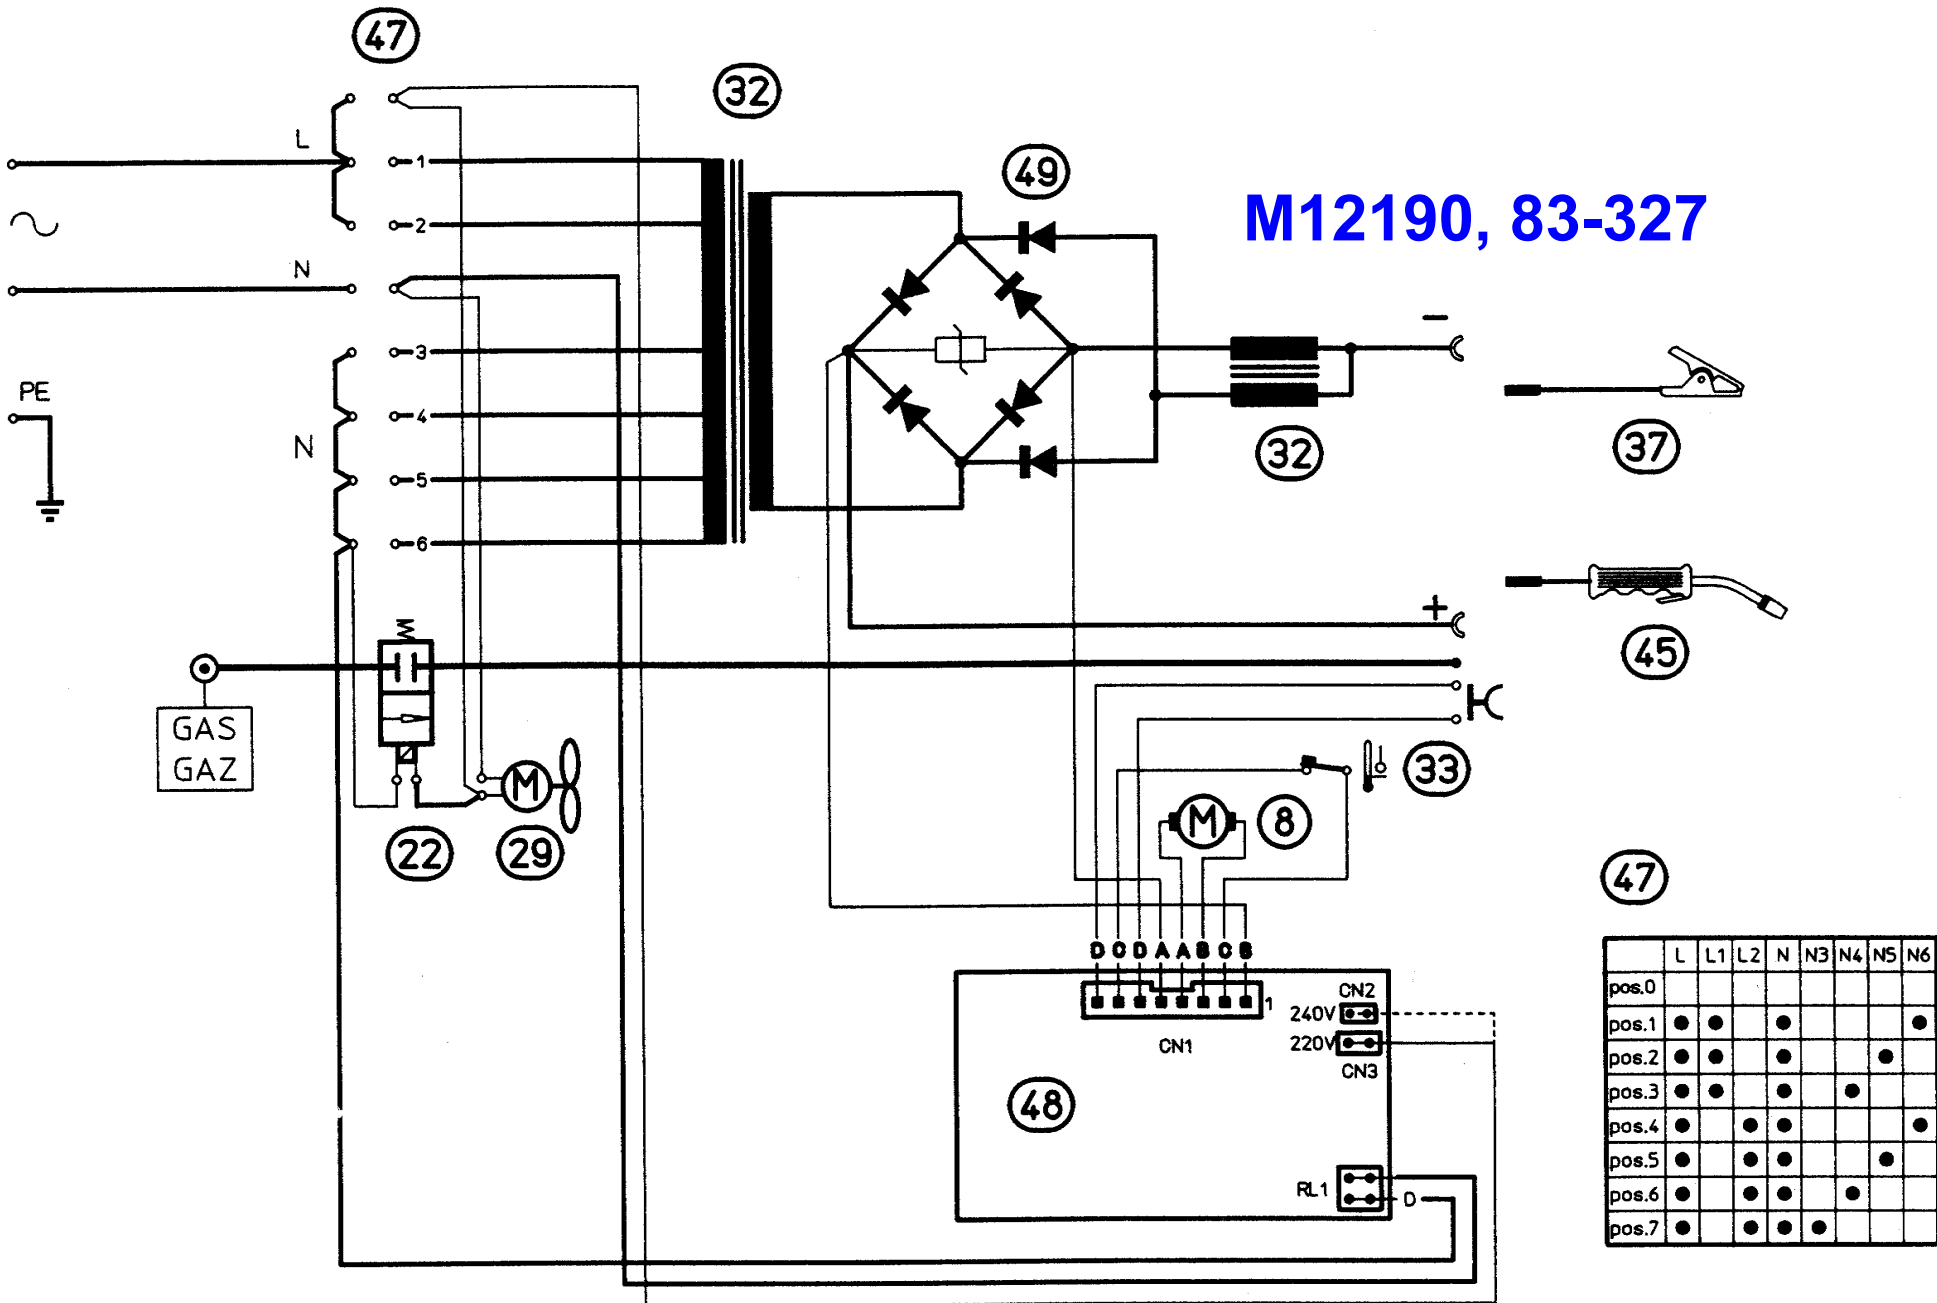 47
32
L
1
49
M12190, 83-327
2
N
−
3
PE
4
N
32
37
5
6
+
45
GAS
GAZ
33
M
M
8
22
29
47
D C D A A B C B
L L1 L2 N N3 N4 N5 N6
pos.0
pos.1
pos.2
pos.3
pos.4
pos.5
pos.6
pos.7
1
CN2
240V
220V
CN1
CN3
48
RL1
D